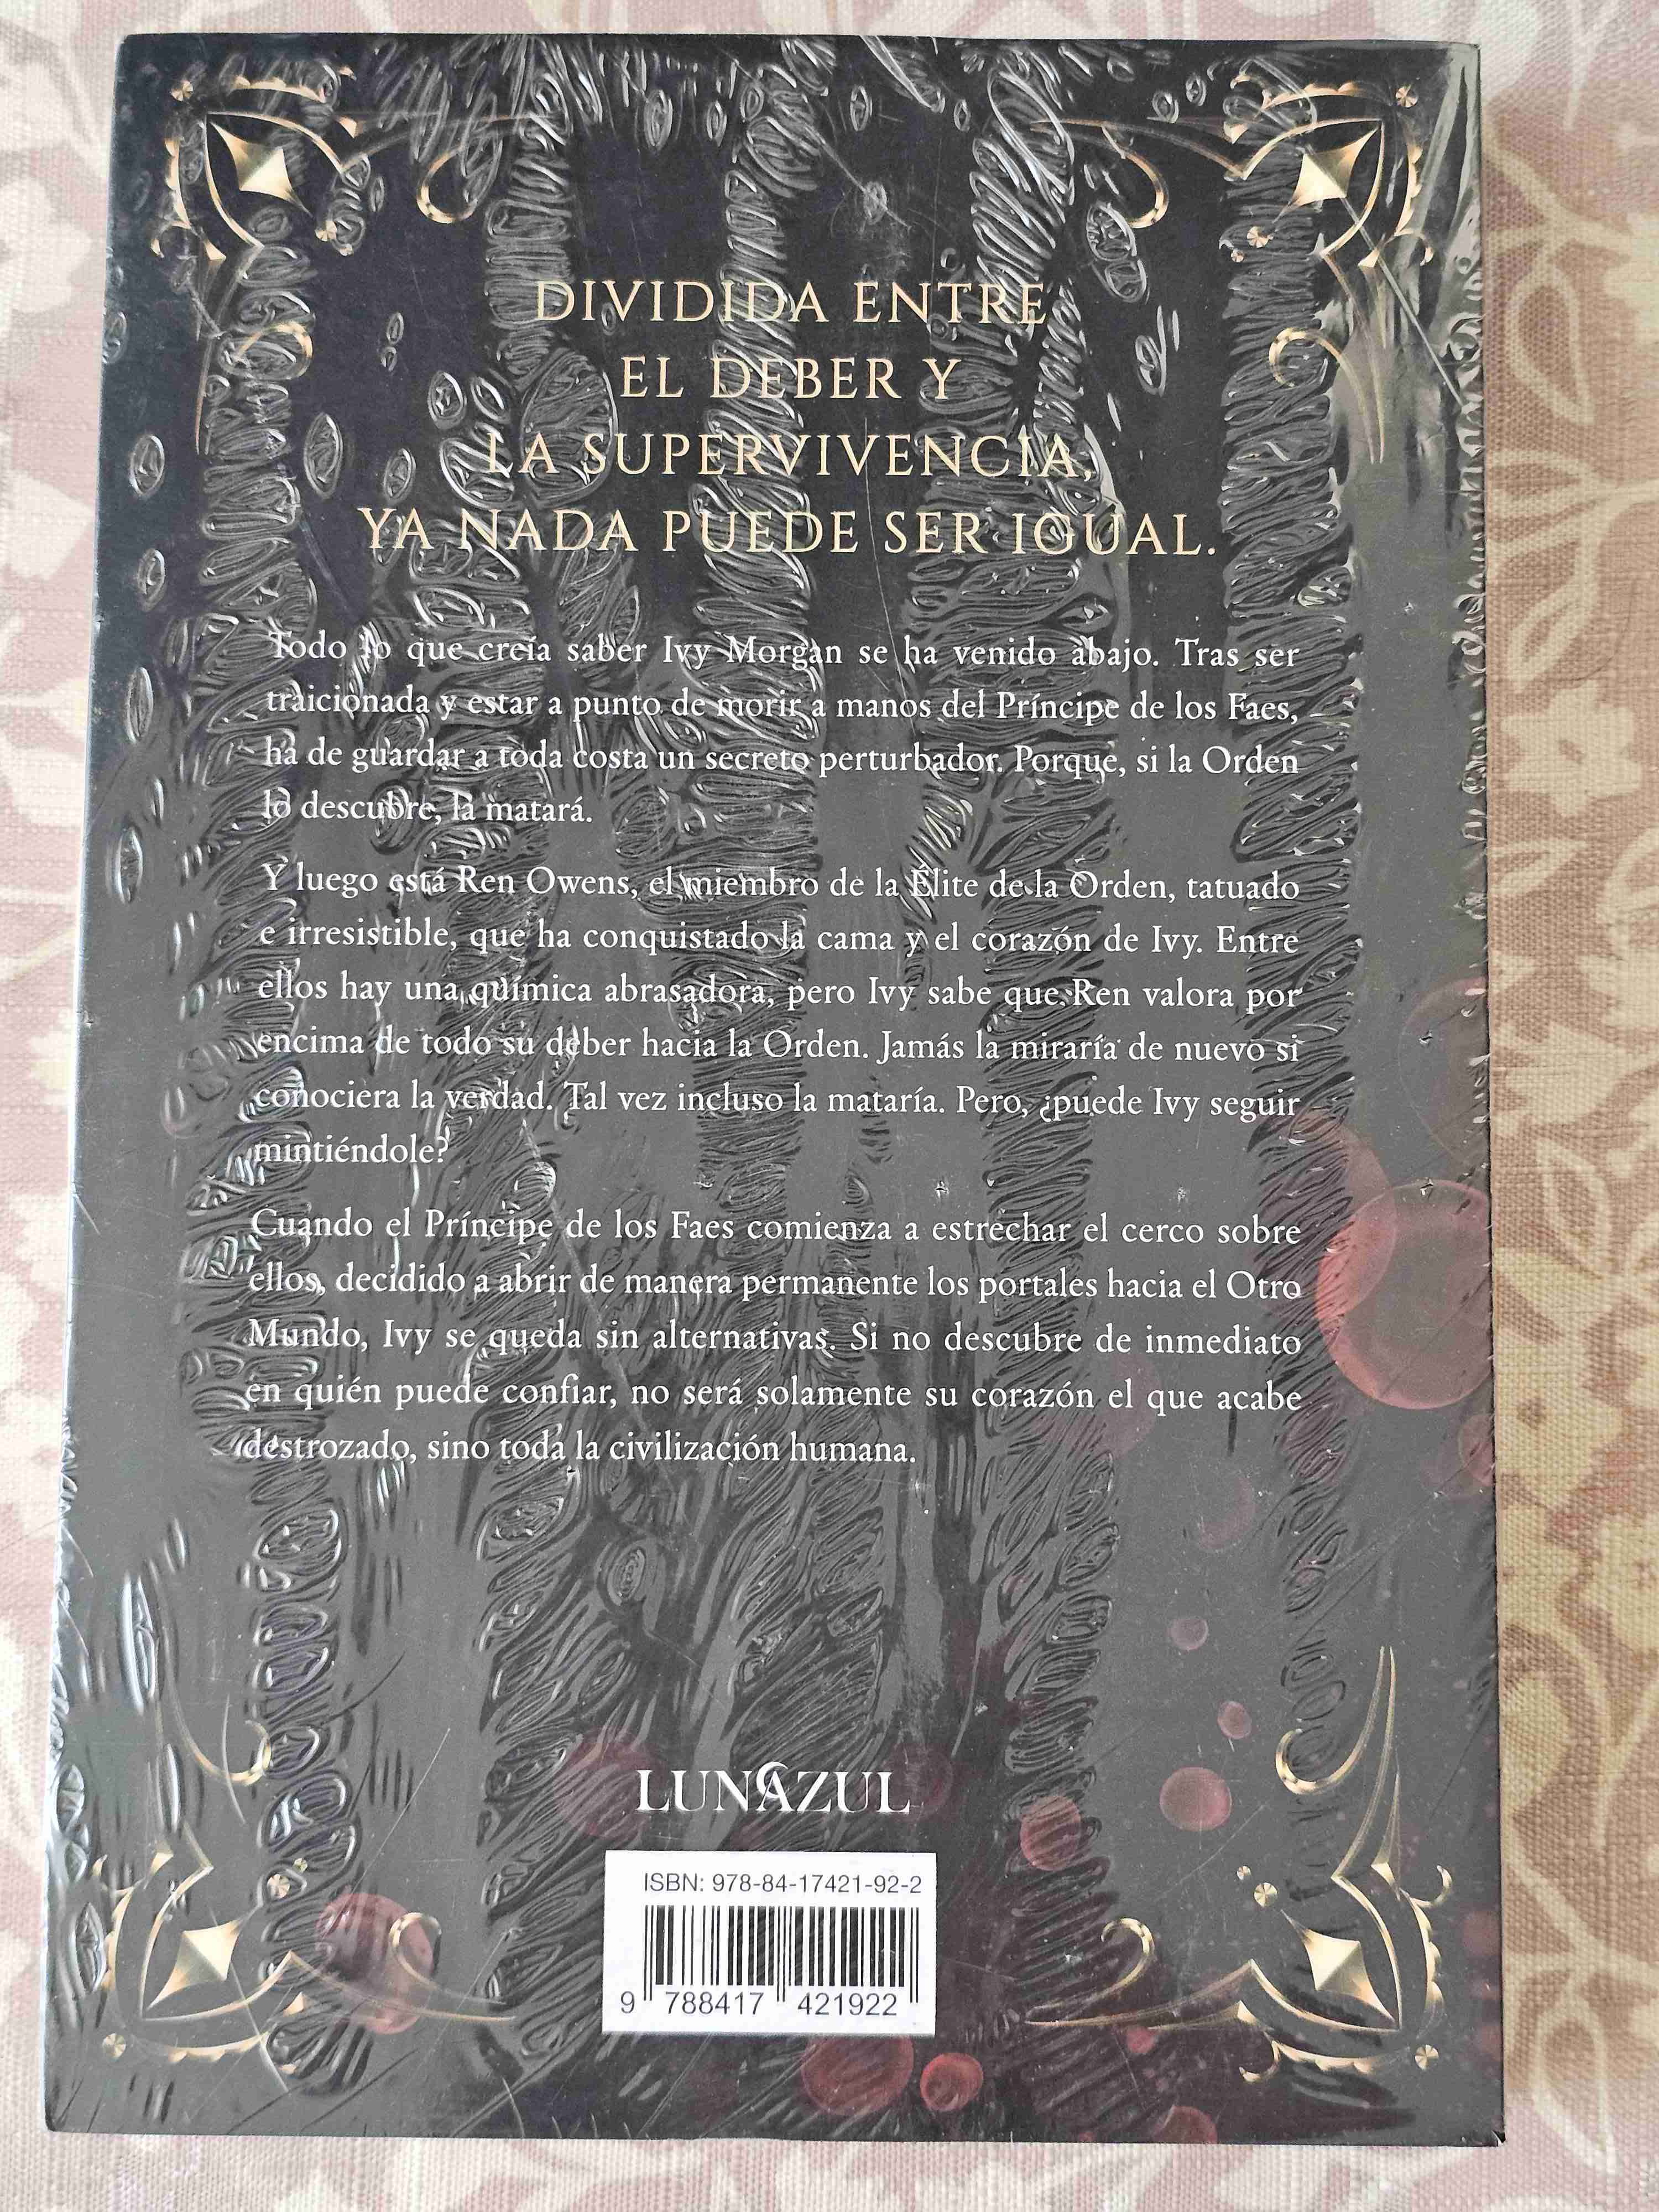 DIVIDIDA ENTRE
EL DEBER Y
LA SUPERVIVENCIA,
YA NADA PUEDE SER IGUAL.
Todo lo que creía saber Ivy Morgan se ha venido abajo. Tras ser
traicionada y estar a punto de morir a manos del Príncipe de los Faes,
ha de guardar a toda costa un secreto perturbador. Porque, si la Orden
lo descubre, la matará.
Y luego está Ren Owens, el miembro de la Élite de la Orden, tatuado
e irresistible, que ha conquistado la cama y el corazón de Ivy. Entre
ellos hay una química abrasadora, pero Ivy sabe que Ren valora por
encima de todo su deber hacia la Orden. Jamás la miraría de nuevo si
conociera la verdad. Tal vez incluso la mataría. Pero, ¿puede Ivy seguir
mintiéndole?
Cuando el Príncipe de los Faes comienza a estrechar el cerco sobre
ellos, decidido a abrir de manera permanente los portales hacia el Otro
Mundo, Ivy se queda sin alternativas. Si no descubre de inmediato
en quién puede confiar, no será solamente su corazón el que acabe
destrozado, sino toda la civilización humana.
LUNAZUL
ISBN: 978-84-17421-92-2
9 788417 421922